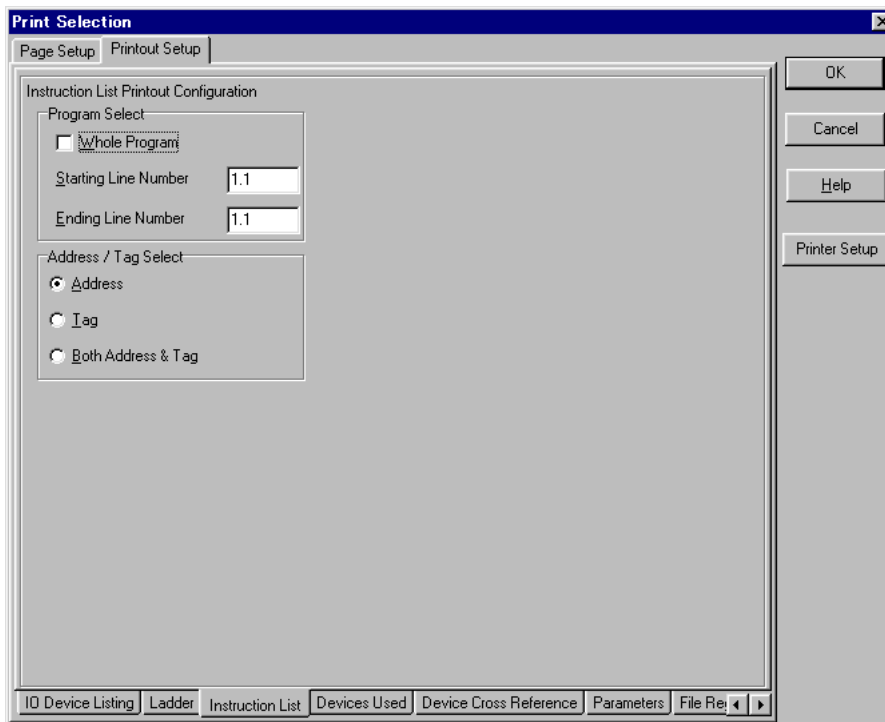 Print Selection
Page Setup Printout Setup
Instruction List Printout Configuration
Program Select
Whole Program
Starting Line Number 1.1
Ending Line Number 1.1
Address / Tag Select
Address
Tag
Both Address & Tag
OK
Cancel
Help
Printer Setup
IO Device Listing Ladder Instruction List Devices Used Device Cross Reference Parameters File Re